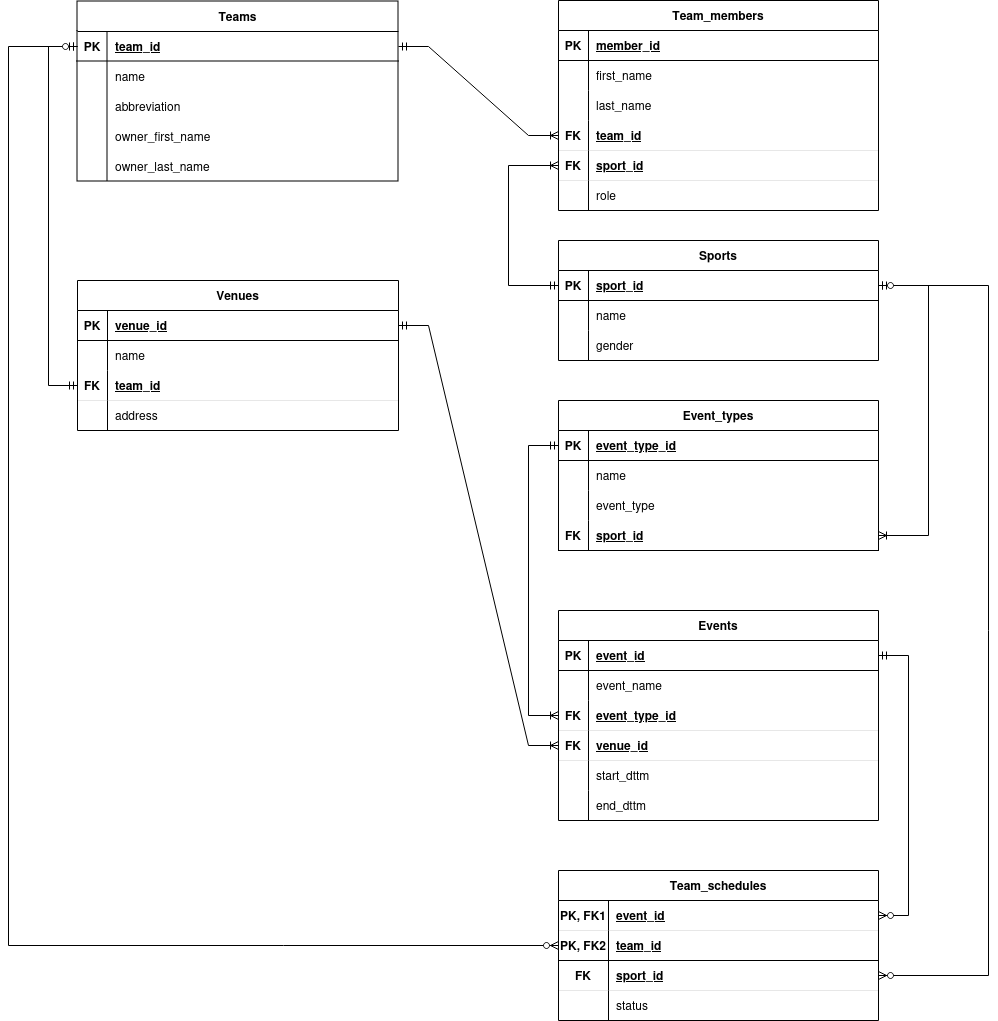 Teams
PK team_id
name
abbreviation
owner_first_name
owner_last_name
Team_members
PK member_id
first_name
last_name
FK team_id
FK sport_id
role
Venues
PK venue_id
name
FK team_id
address
Sports
PK sport_id
name
gender
Event_types
PK event_type_id
name
event_type
FK sport_id
Events
PK event_id
event_name
FK event_type_id
FK venue_id
start_dttm
end_dttm
Team_schedules
PK, FK1 event_id
PK, FK2 team_id
FK sport_id
status